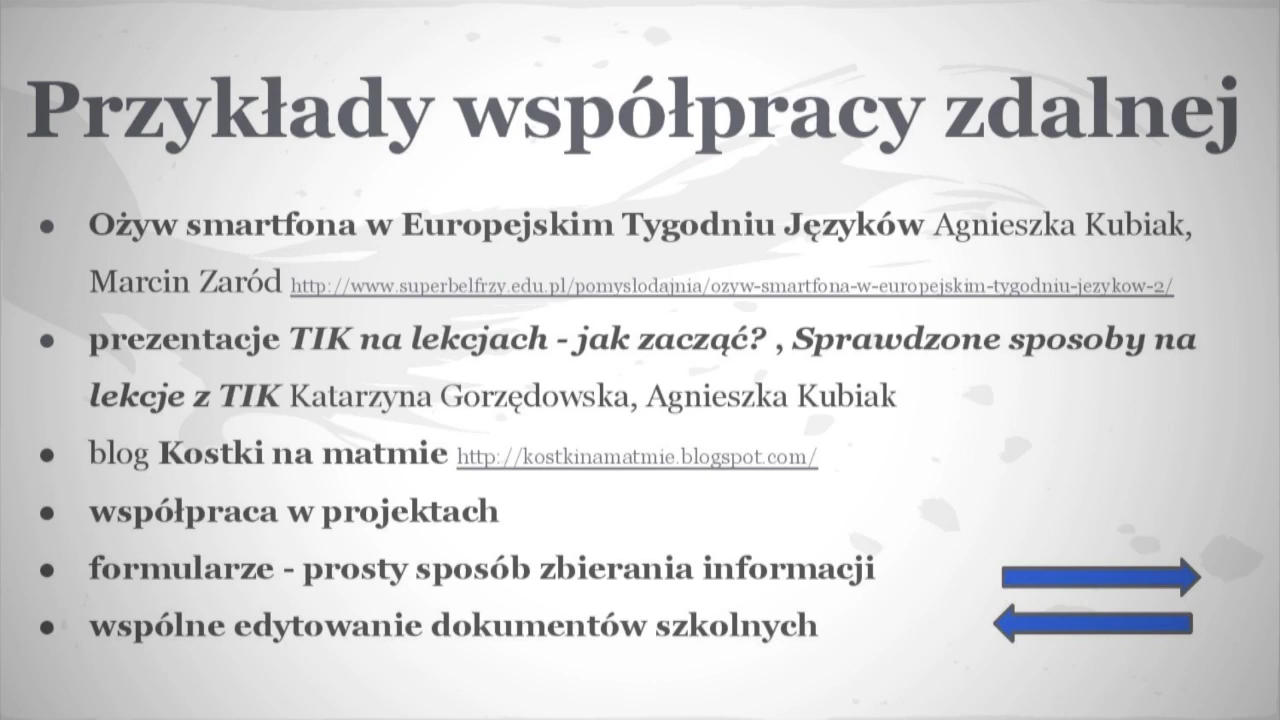 Przykłady współpracy zdalnej
● Ożyw smartfona w Europejskim Tygodniu Języków Agnieszka Kubiak,
Marcin Zaród http://www.superbelfrzy.edu.pl/pomyslodajnia/ozyw-smartfona-w-europejskim-tygodniu-jezykow-2/
● prezentacje TIK na lekcjach - jak zacząć? , Sprawdzone sposoby na
lekcje z TIK Katarzyna Gorzędowska, Agnieszka Kubiak
● blog Kostki na matmie http://kostkinamatmie.blogspot.com/
● współpraca w projektach
● formularze - prosty sposób zbierania informacji
● wspólne edytowanie dokumentów szkolnych